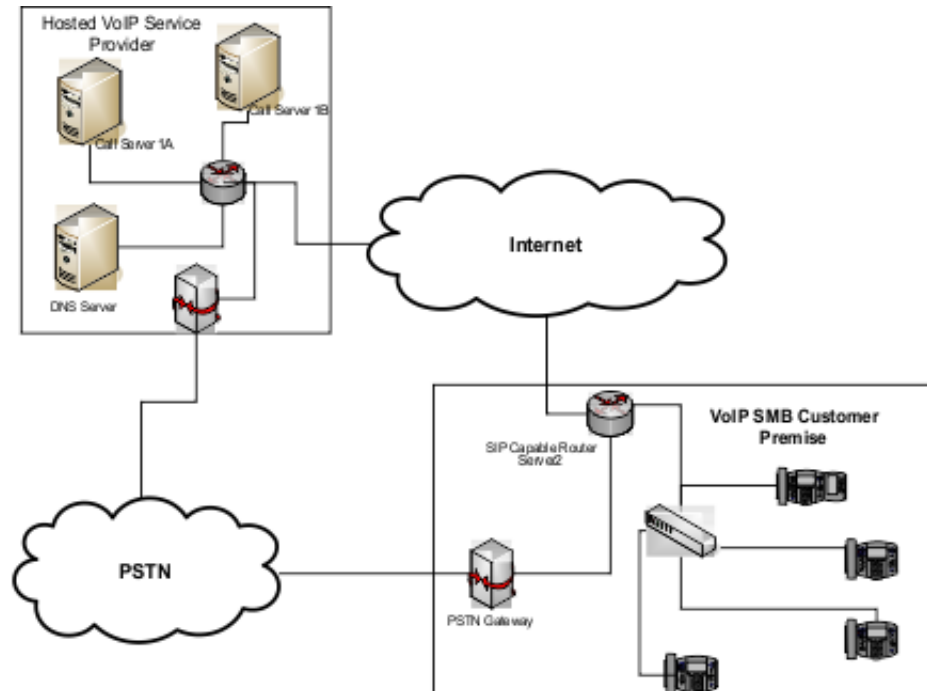 Hosted VoIP Service
Provider
Call Server 1B
Call Server 1A
DNS Server
Internet
VoIP SMB Customer
Premise
SIP Capable Router
Server2
PSTN
PSTN Gateway